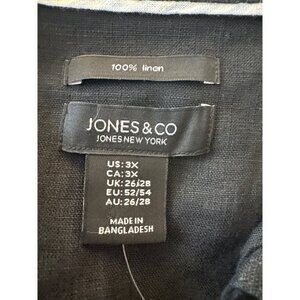 100% linen
JONES & CO
JONES NEW YORK
US: 3X
CA: 3X
UK: 26/28
EU: 52/54
AU: 26/28
MADE IN
BANGLADESH